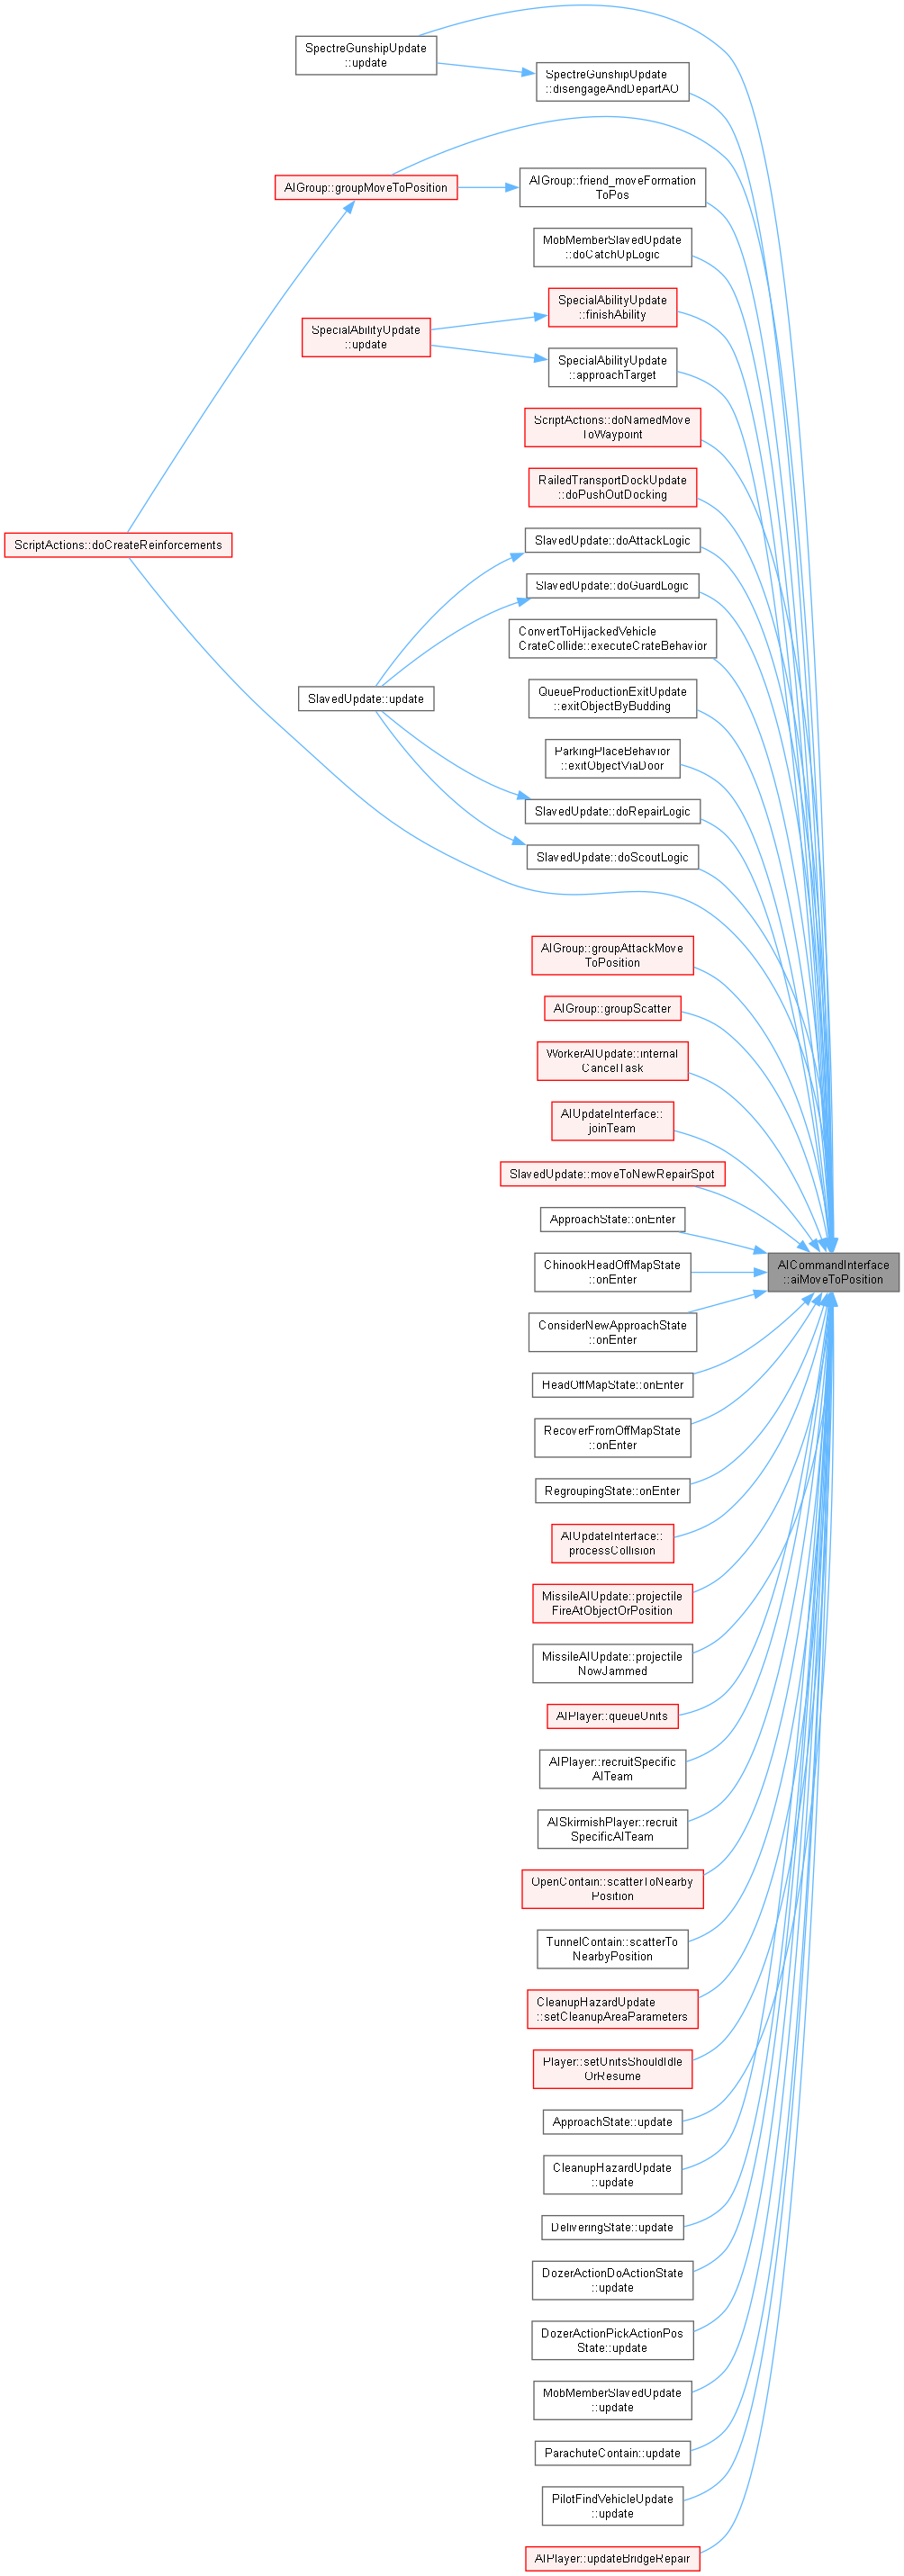 SpectreGunshipUpdate
::update
SpectreGunshipUpdate
::disengageAndDepartAO
AIGroup::groupMoveToPosition
AIGroup::friend_moveFormation
ToPos
MobMemberSlavedUpdate
::doCatchUpLogic
SpecialAbilityUpdate
::finishAbility
SpecialAbilityUpdate
::update
SpecialAbilityUpdate
::approachTarget
ScriptActions::doNamedMove
ToWaypoint
RailedTransportDockUpdate
::doPushOutDocking
ScriptActions::doCreateReinforcements
SlavedUpdate::doAttackLogic
SlavedUpdate::doGuardLogic
ConvertToHijackedVehicle
CrateCollide::executeCrateBehavior
SlavedUpdate::update
QueueProductionExitUpdate
::exitObjectByBudding
ParkingPlaceBehavior
::exitObjectViaDoor
SlavedUpdate::doRepairLogic
SlavedUpdate::doScoutLogic
AIGroup::groupAttackMove
ToPosition
AIGroup::groupScatter
WorkerAIUpdate::internal
CancelTask
AIUpdateInterface::
joinTeam
SlavedUpdate::moveToNewRepairSpot
ApproachState::onEnter
ChinookHeadOffMapState
::onEnter
AICommandInterface
::aiMoveToPosition
ConsiderNewApproachState
::onEnter
HeadOffMapState::onEnter
RecoverFromOffMapState
::onEnter
RegroupingState::onEnter
AIUpdateInterface::
processCollision
MissileAIUpdate::projectile
FireAtObjectOrPosition
MissileAIUpdate::projectile
NowJammed
AIPlayer::queueUnits
AIPlayer::recruitSpecific
AITeam
AISkirmishPlayer::recruit
SpecificAITeam
OpenContain::scatterToNearby
Position
TunnelContain::scatterTo
NearbyPosition
CleanupHazardUpdate
::setCleanupAreaParameters
Player::setUnitsShouldIdle
OrResume
ApproachState::update
CleanupHazardUpdate
::update
DeliveringState::update
DozerActionDoActionState
::update
DozerActionPickActionPos
State::update
MobMemberSlavedUpdate
::update
ParachuteContain::update
PilotFindVehicleUpdate
::update
AIPlayer::updateBridgeRepair